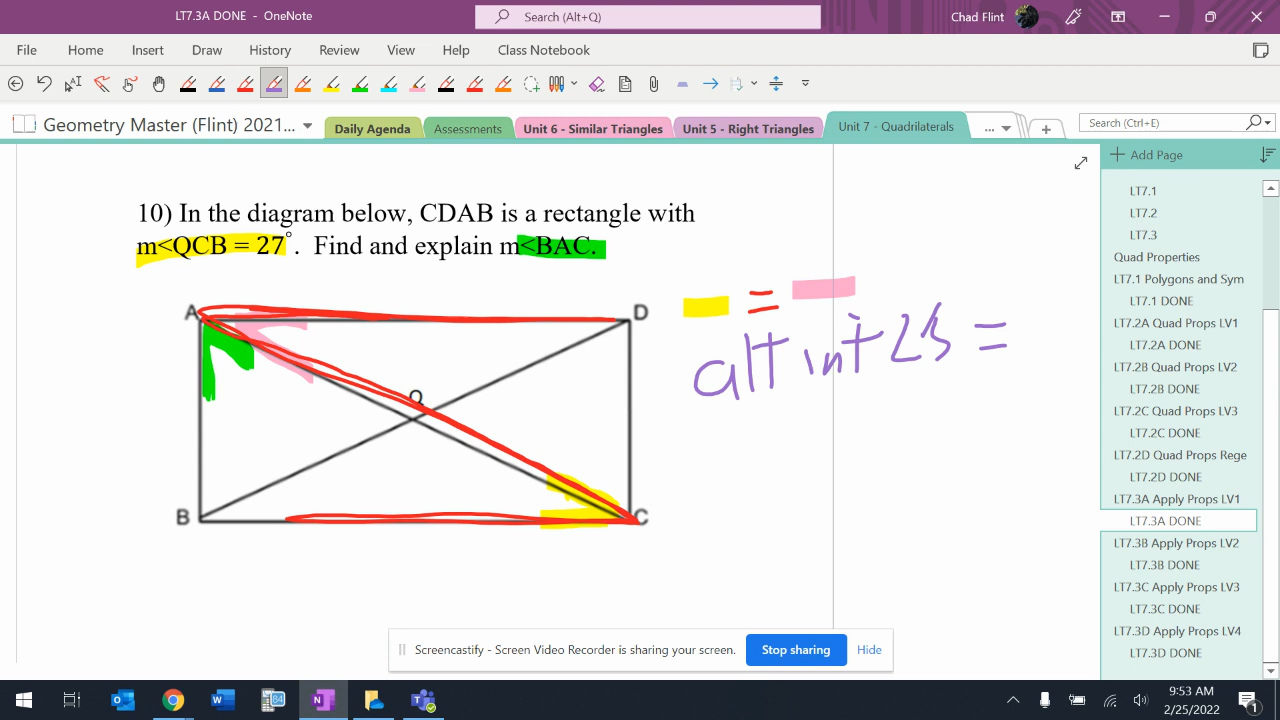 LT7.3A DONE - OneNote
Search (Alt+Q)
Chad Flint
File Home Insert Draw History Review View Help Class Notebook
Geometry Master (Flint) 2021...
Daily Agenda
Assessments
Unit 6 - Similar Triangles
Unit 5 - Right Triangles
Unit 7 - Quadrilaterals
...
Search (Ctrl+E)
Add Page
10) In the diagram below, CDAB is a rectangle with
m<QCB = 27°. Find and explain m<BAC.
=
alt int ∠s =
A
D
Q
B
C
LT7.1
LT7.2
LT7.3
Quad Properties
LT7.1 Polygons and Sym
LT7.1 DONE
LT7.2A Quad Props LV1
LT7.2A DONE
LT7.2B Quad Props LV2
LT7.2B DONE
LT7.2C Quad Props LV3
LT7.2C DONE
LT7.2D Quad Props Rege
LT7.2D DONE
LT7.3A Apply Props LV1
LT7.3A DONE
LT7.3B Apply Props LV2
LT7.3B DONE
LT7.3C Apply Props LV3
LT7.3C DONE
LT7.3D Apply Props LV4
LT7.3D DONE
Screencastify - Screen Video Recorder is sharing your screen.
Stop sharing
Hide
9:53 AM
2/25/2022
1